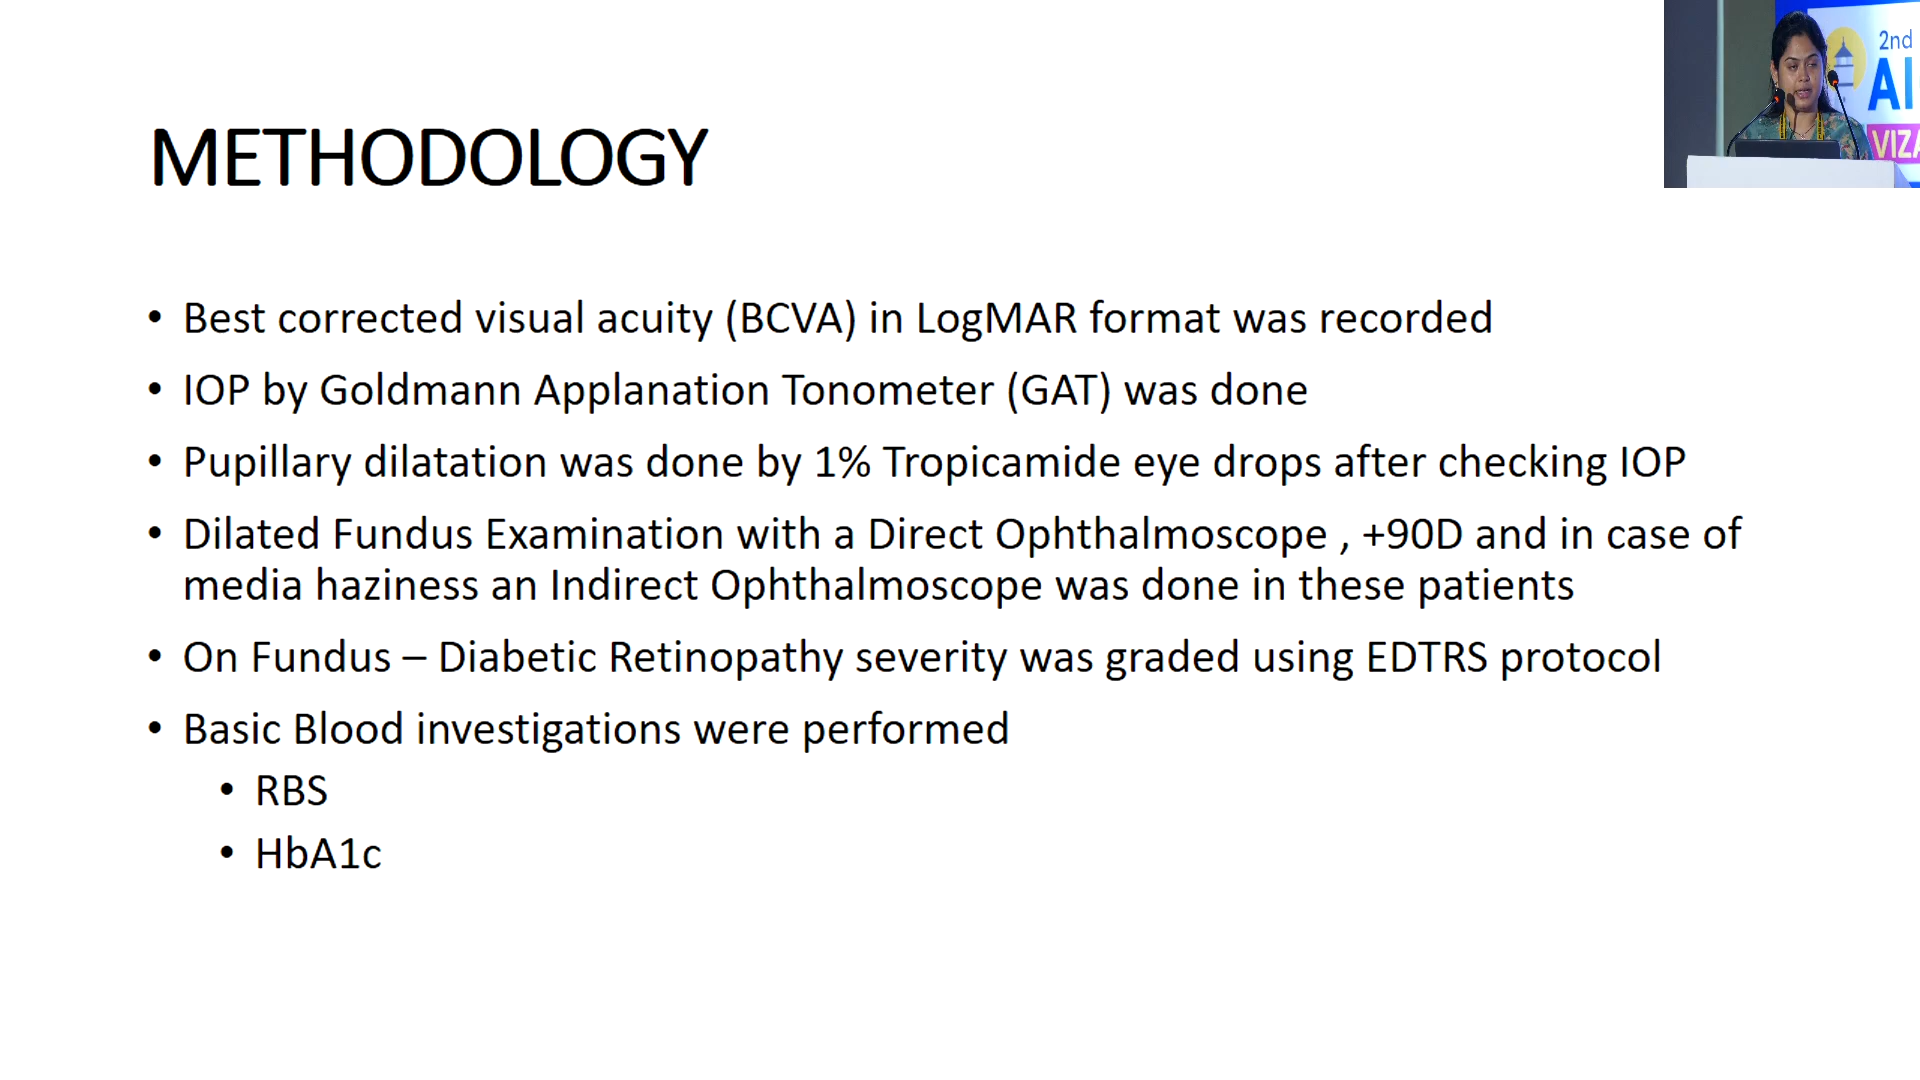 2nd
AI
VIZA
METHODOLOGY
• Best corrected visual acuity (BCVA) in LogMAR format was recorded
• IOP by Goldmann Applanation Tonometer (GAT) was done
• Pupillary dilatation was done by 1% Tropicamide eye drops after checking IOP
• Dilated Fundus Examination with a Direct Ophthalmoscope , +90D and in case of
media haziness an Indirect Ophthalmoscope was done in these patients
• On Fundus – Diabetic Retinopathy severity was graded using EDTRS protocol
• Basic Blood investigations were performed
• RBS
• HbA1c